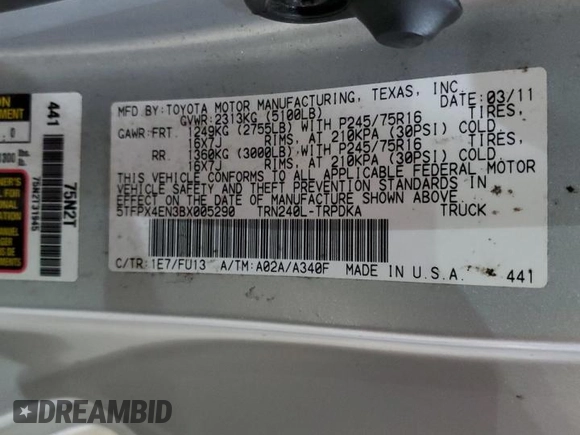 MFD BY: TOYOTA MOTOR MANUFACTURING, TEXAS, INC.
GVWR: 2313KG (5100LB) DATE: 03/11
GAWR: FRT. 1249KG (2755LB) WITH P245/75R16 TIRES,
16X7J RIMS, AT 210KPA (30PSI) COLD
RR. 1360KG (3000LB) WITH P245/75R16 TIRES,
16X7J RIMS, AT 210KPA (30PSI) COLD
THIS VEHICLE CONFORMS TO ALL APPLICABLE FEDERAL MOTOR
VEHICLE SAFETY AND THEFT PREVENTION STANDARDS IN
EFFECT ON THE DATE OF MANUFACTURE SHOWN ABOVE.
5TFPX4EN3BX005290 TRN240L-TRPDKA TRUCK
C/TR: 1E7/FU13 A/TM: A02A/A340F MADE IN U.S.A. 441
441
75N2T
DREAMBID